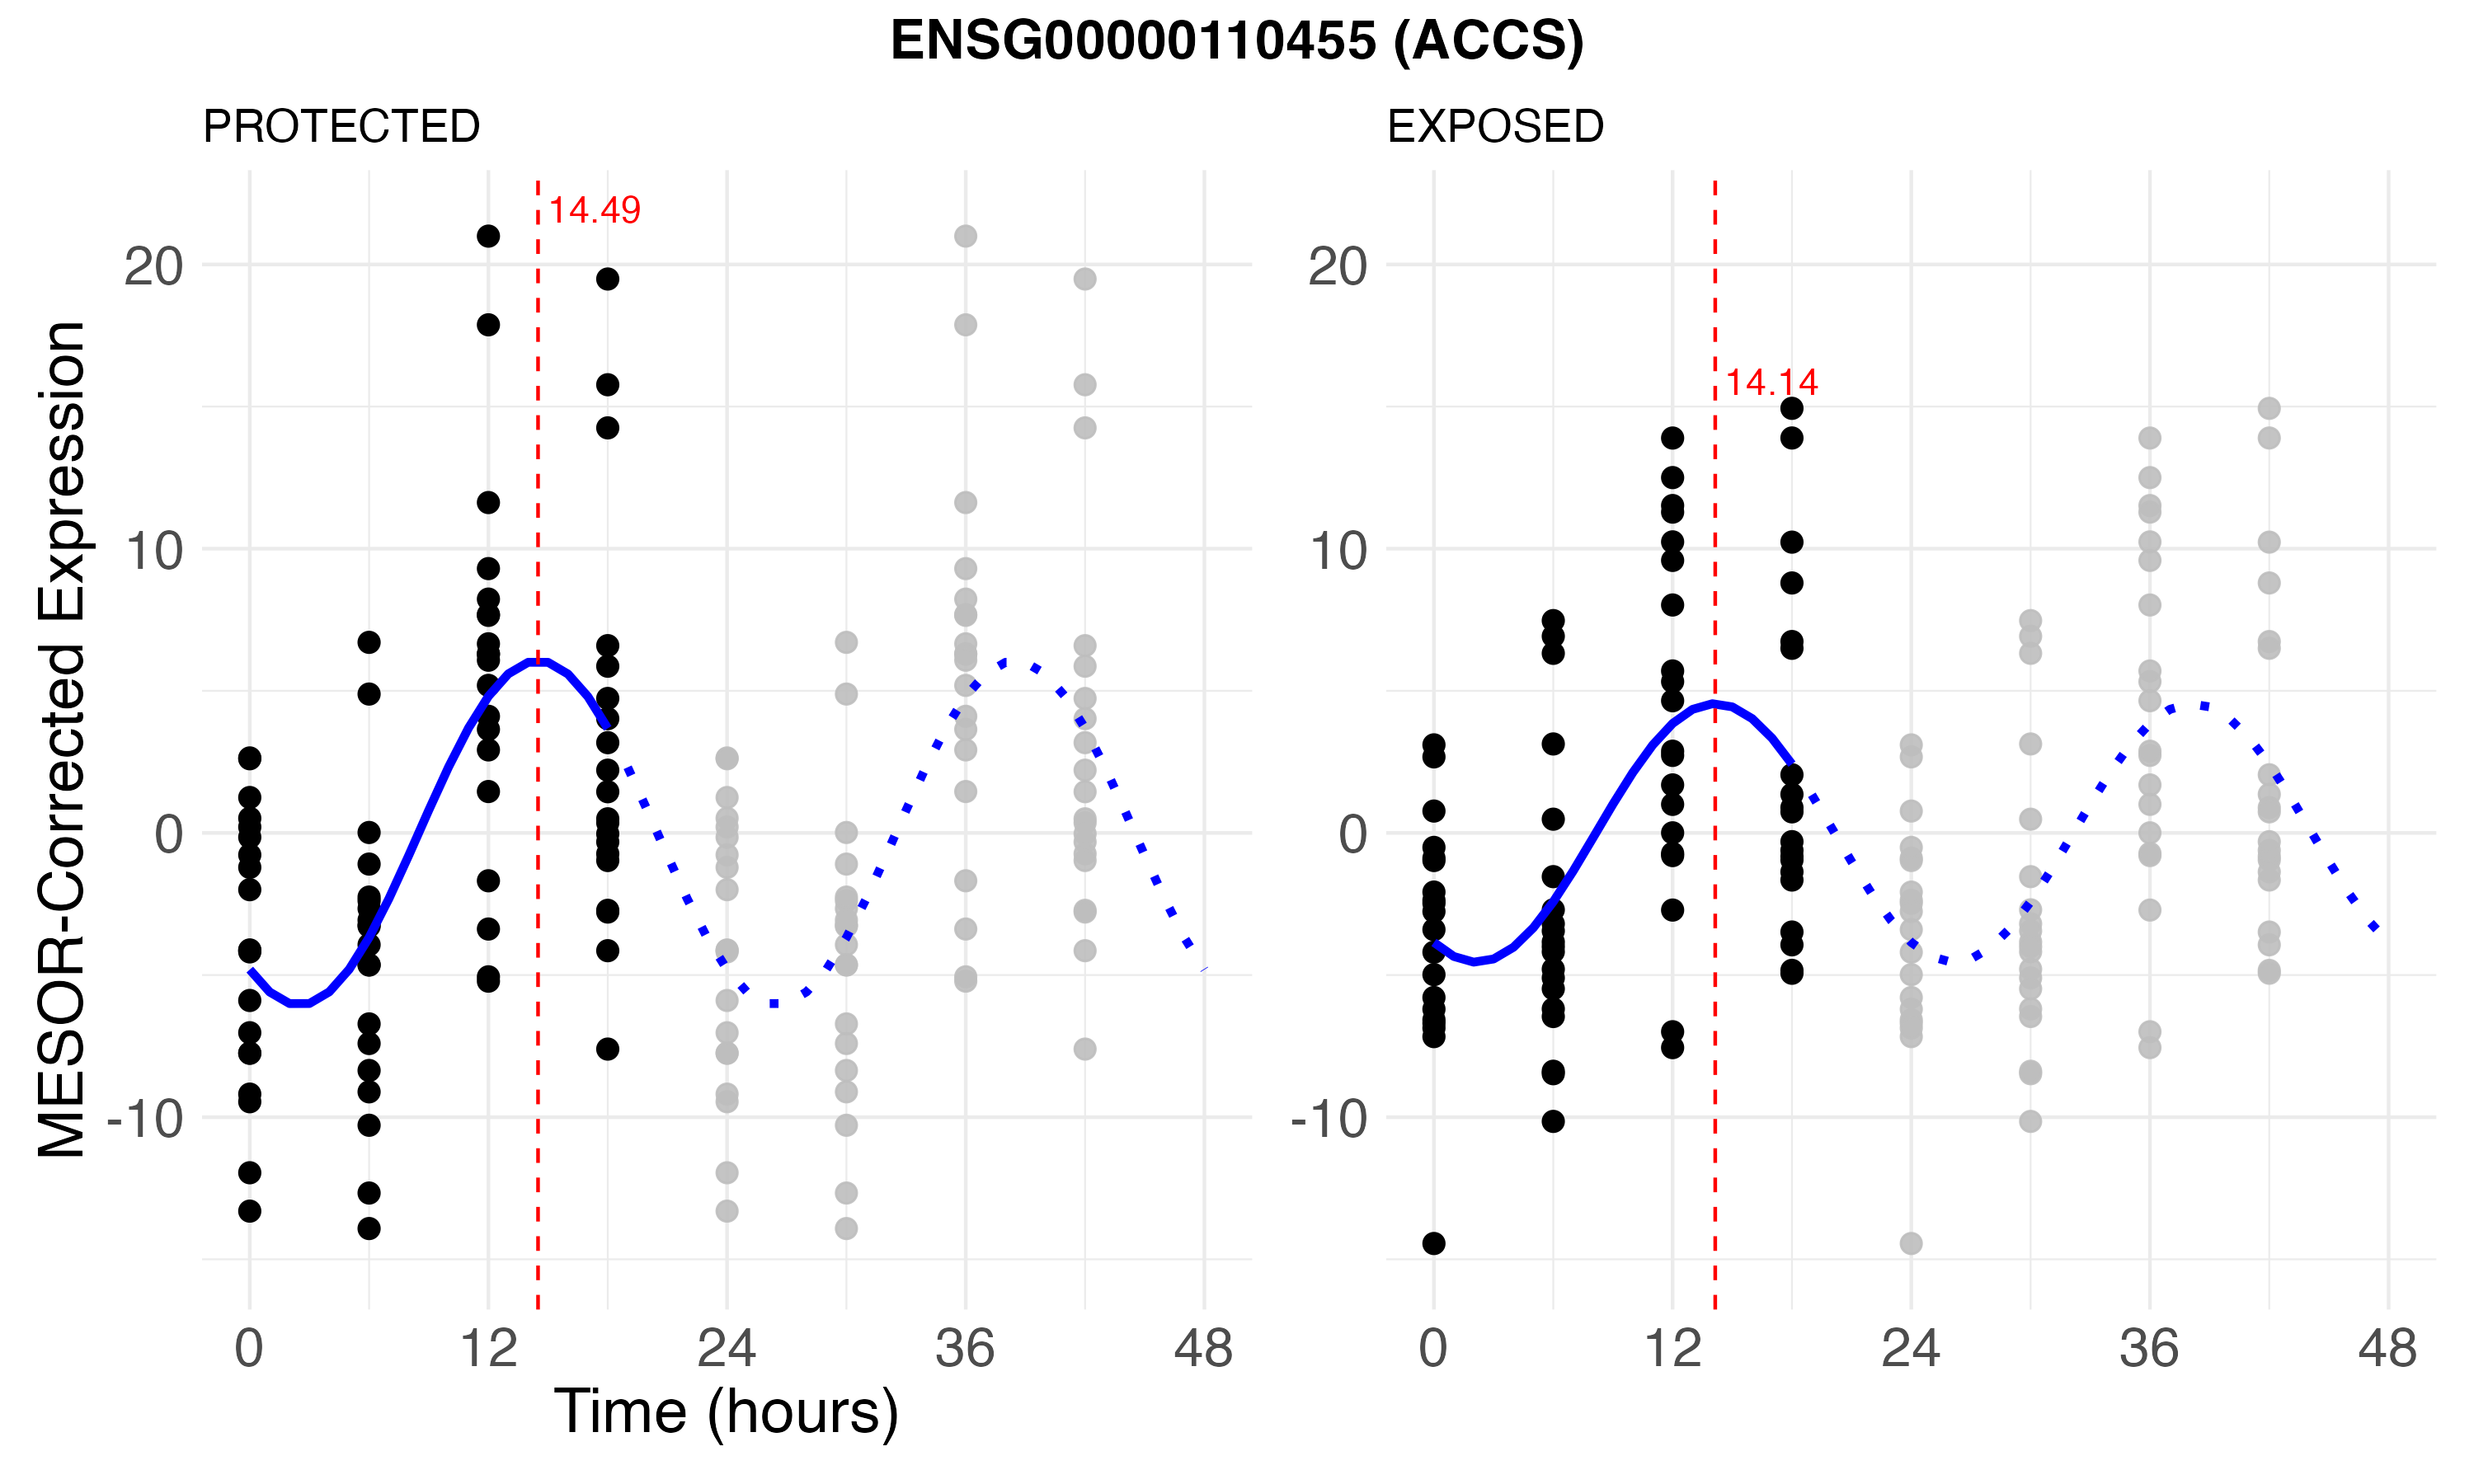 ENSG00000110455 (ACCS)
PROTECTED
EXPOSED
MESOR-Corrected Expression
20
10
0
-10
14.49
0 12 24 36 48
20
10
0
-10
14.14
0 12 24 36 48
Time (hours)